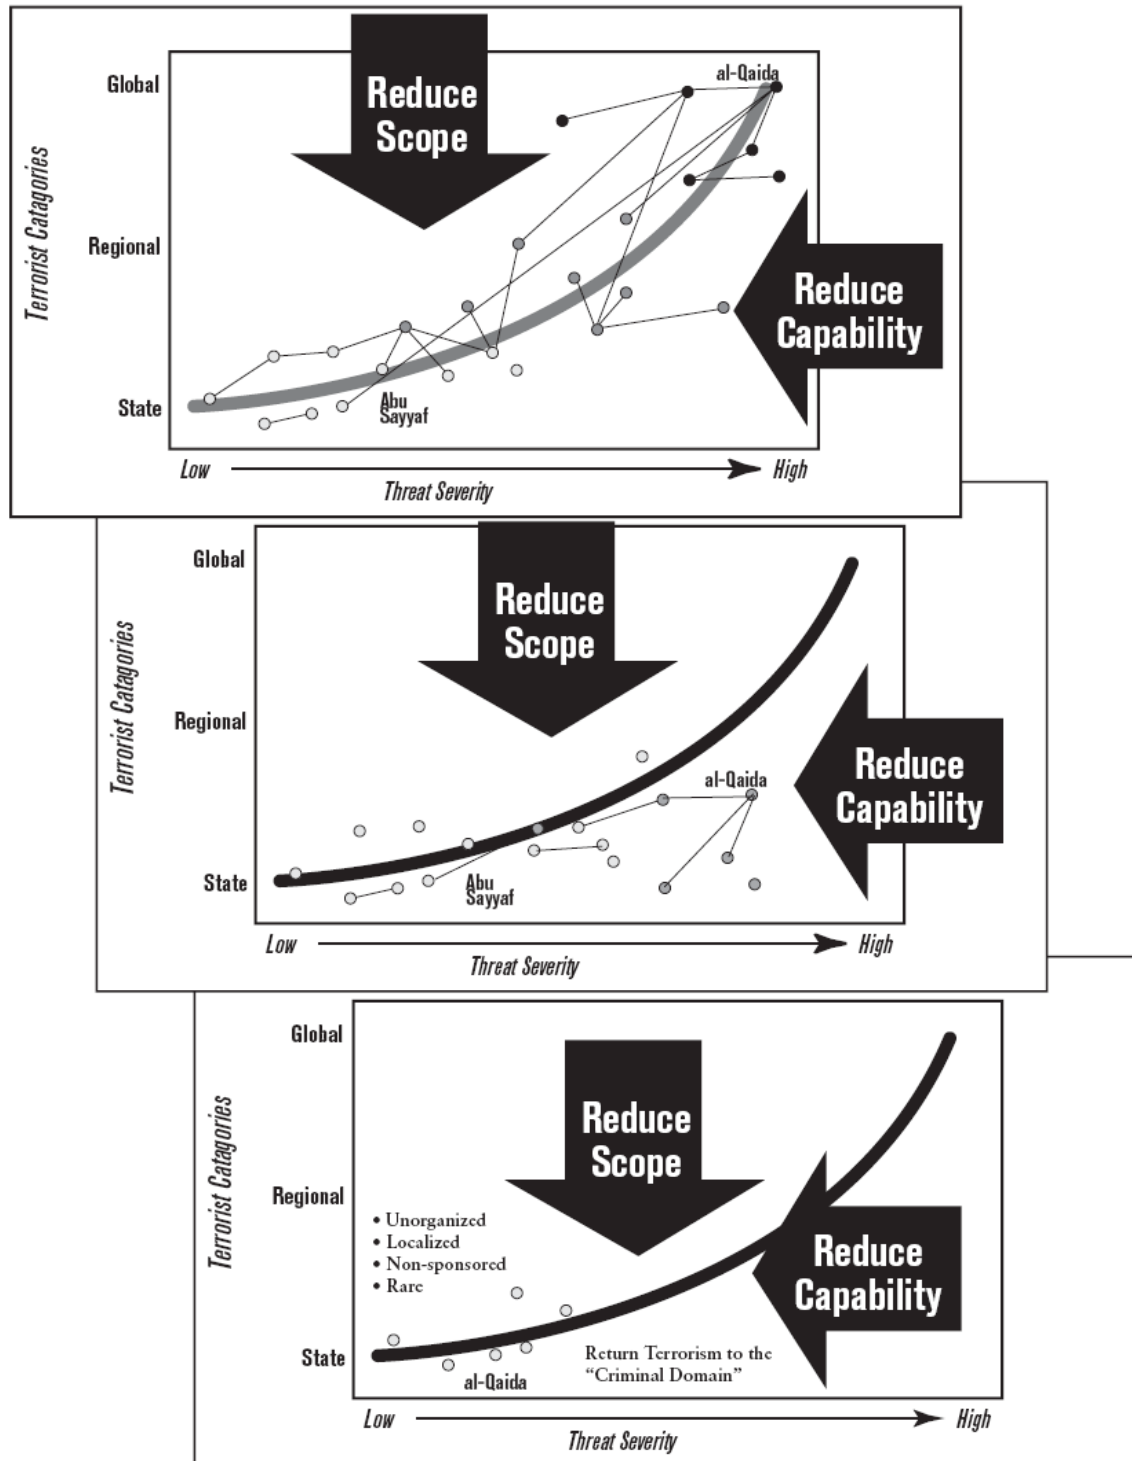 Reduce
Scope
al-Qaida
Global
Regional
State
Terrorist Catagories
Reduce
Capability
Abu
Sayyaf
Low
High
Threat Severity
Reduce
Scope
Global
Regional
State
Terrorist Catagories
al-Qaida
Reduce
Capability
Abu
Sayyaf
Low
High
Threat Severity
Global
Regional
State
Terrorist Catagories
Reduce
Scope
• Unorganized
• Localized
• Non-sponsored
• Rare
Reduce
Capability
Return Terrorism to the
“Criminal Domain”
al-Qaida
Low
High
Threat Severity